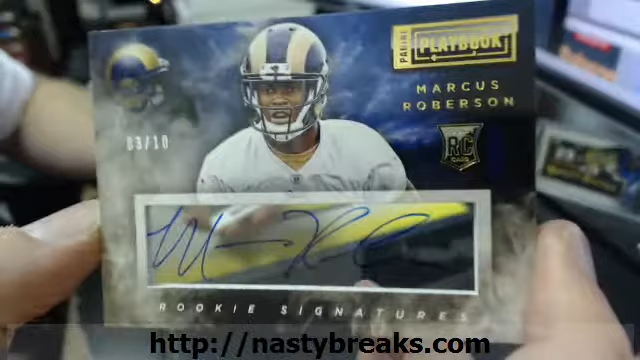 PANINI
PLAYBOOK
MARCUS
ROBERSON
RC
03/10
ROOKIE SIGNATURES
http://nastybreaks.com